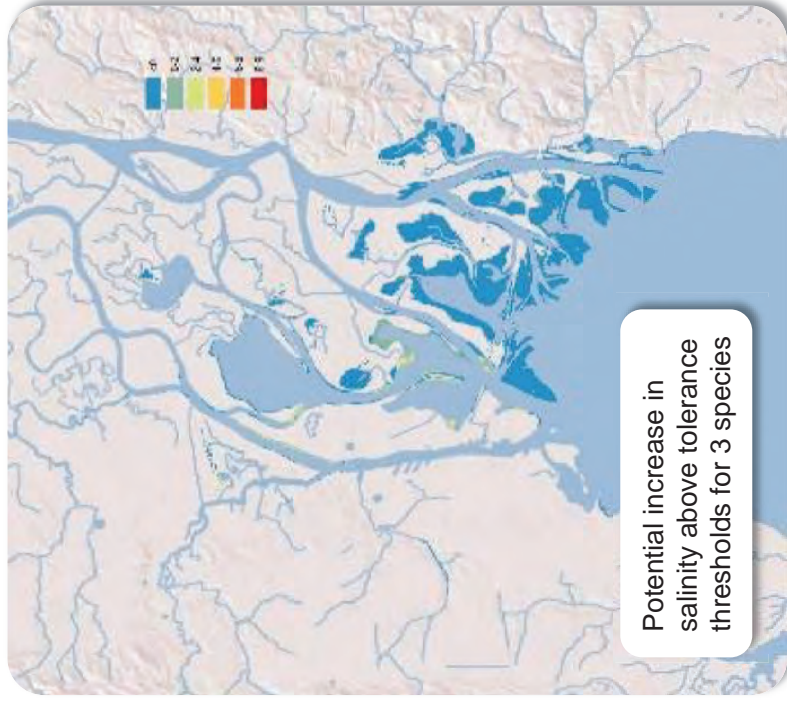 Potential increase in
salinity above tolerance
thresholds for 3 species